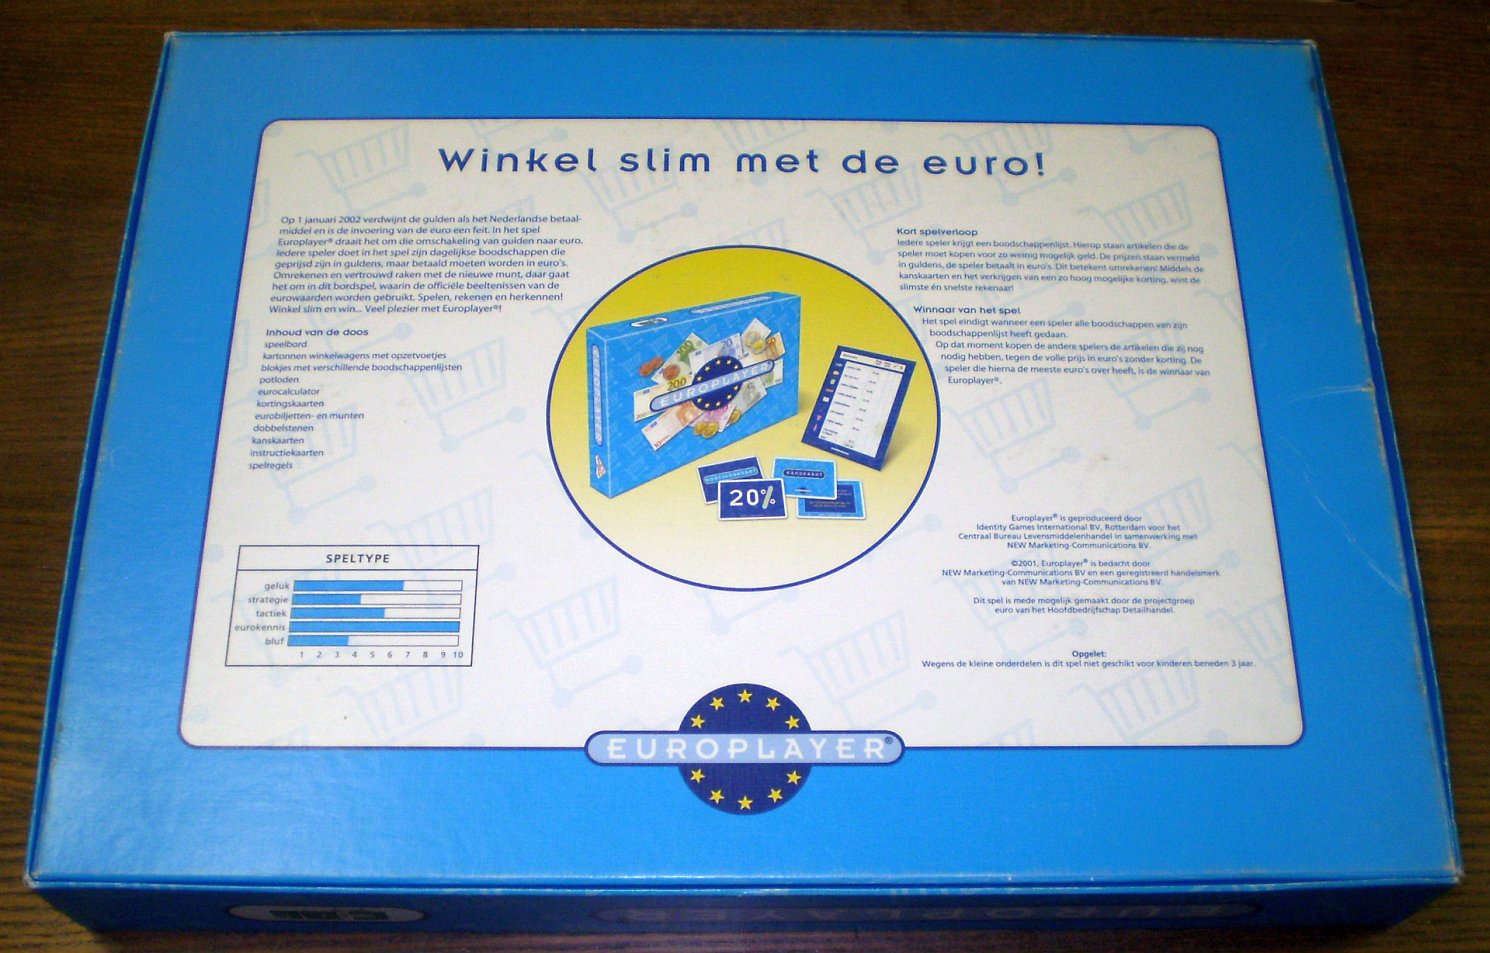 Winkel slim met de euro!
Op 1 januari 2002 verdwijnt de gulden als het Nederlandse betaal-
middel en is de invoering van de euro een feit. In het spel
Europlayer® draait het om die omschakeling van gulden naar euro.
Iedere speler doet in het spel zijn dagelijkse boodschappen die
geprijsd zijn in guldens, maar betaald moeten worden in euro's.
Omrekenen en vertrouwd raken met de nieuwe munt, daar gaat
het om in dit bordspel, waarin de officiële beeltenissen van de
eurowaarden worden gebruikt. Spelen, rekenen en herkennen!
Winkel slim en win... Veel plezier met Europlayer®!
Inhoud van de doos
speelbord
kartonnen winkelwagens met opzetvoetjes
blokjes met verschillende boodschappenlijsten
potloden
eurocalculator
kortingskaarten
eurobiljetten- en munten
dobbelstenen
kanskaarten
instructiekaarten
spelregels
SPELTYPE
geluk
strategie
tactiek
eurokennis
bluf
1 2 3 4 5 6 7 8 9 10
EUROPLAYER
200
20
KORTINGSKAART
KANSKAART
20%
Kort spelverloop
Iedere speler krijgt een boodschappenlijst. Hierop staan artikelen die de
speler moet kopen voor zo weinig mogelijk geld. De prijzen staan vermeld
in guldens, de speler betaalt in euro's. Dit betekent omrekenen! Middels de
kanskaarten en het verkrijgen van een zo hoog mogelijke korting, wint de
slimste én snelste rekenaar!
Winnaar van het spel
Het spel eindigt wanneer een speler alle boodschappen van zijn
boodschappenlijst heeft gedaan.
Op dat moment kopen de andere spelers de artikelen die zij nog
nodig hebben, tegen de volle prijs in euro's zonder korting. De
speler die hierna de meeste euro's over heeft, is de winnaar van
Europlayer®.
Europlayer® is geproduceerd door
Identity Games International BV, Rotterdam voor het
Centraal Bureau Levensmiddelenhandel in samenwerking met
NEW Marketing-Communications BV.
©2001, Europlayer® is bedacht door
NEW Marketing-Communications BV en een geregistreerd handelsmerk
van NEW Marketing-Communications BV.
Dit spel is mede mogelijk gemaakt door de projectgroep
euro van het Hoofdbedrijfschap Detailhandel.
Opgelet:
Wegens de kleine onderdelen is dit spel niet geschikt voor kinderen beneden 3 jaar.
EUROPLAYER®
EUROPLAYER